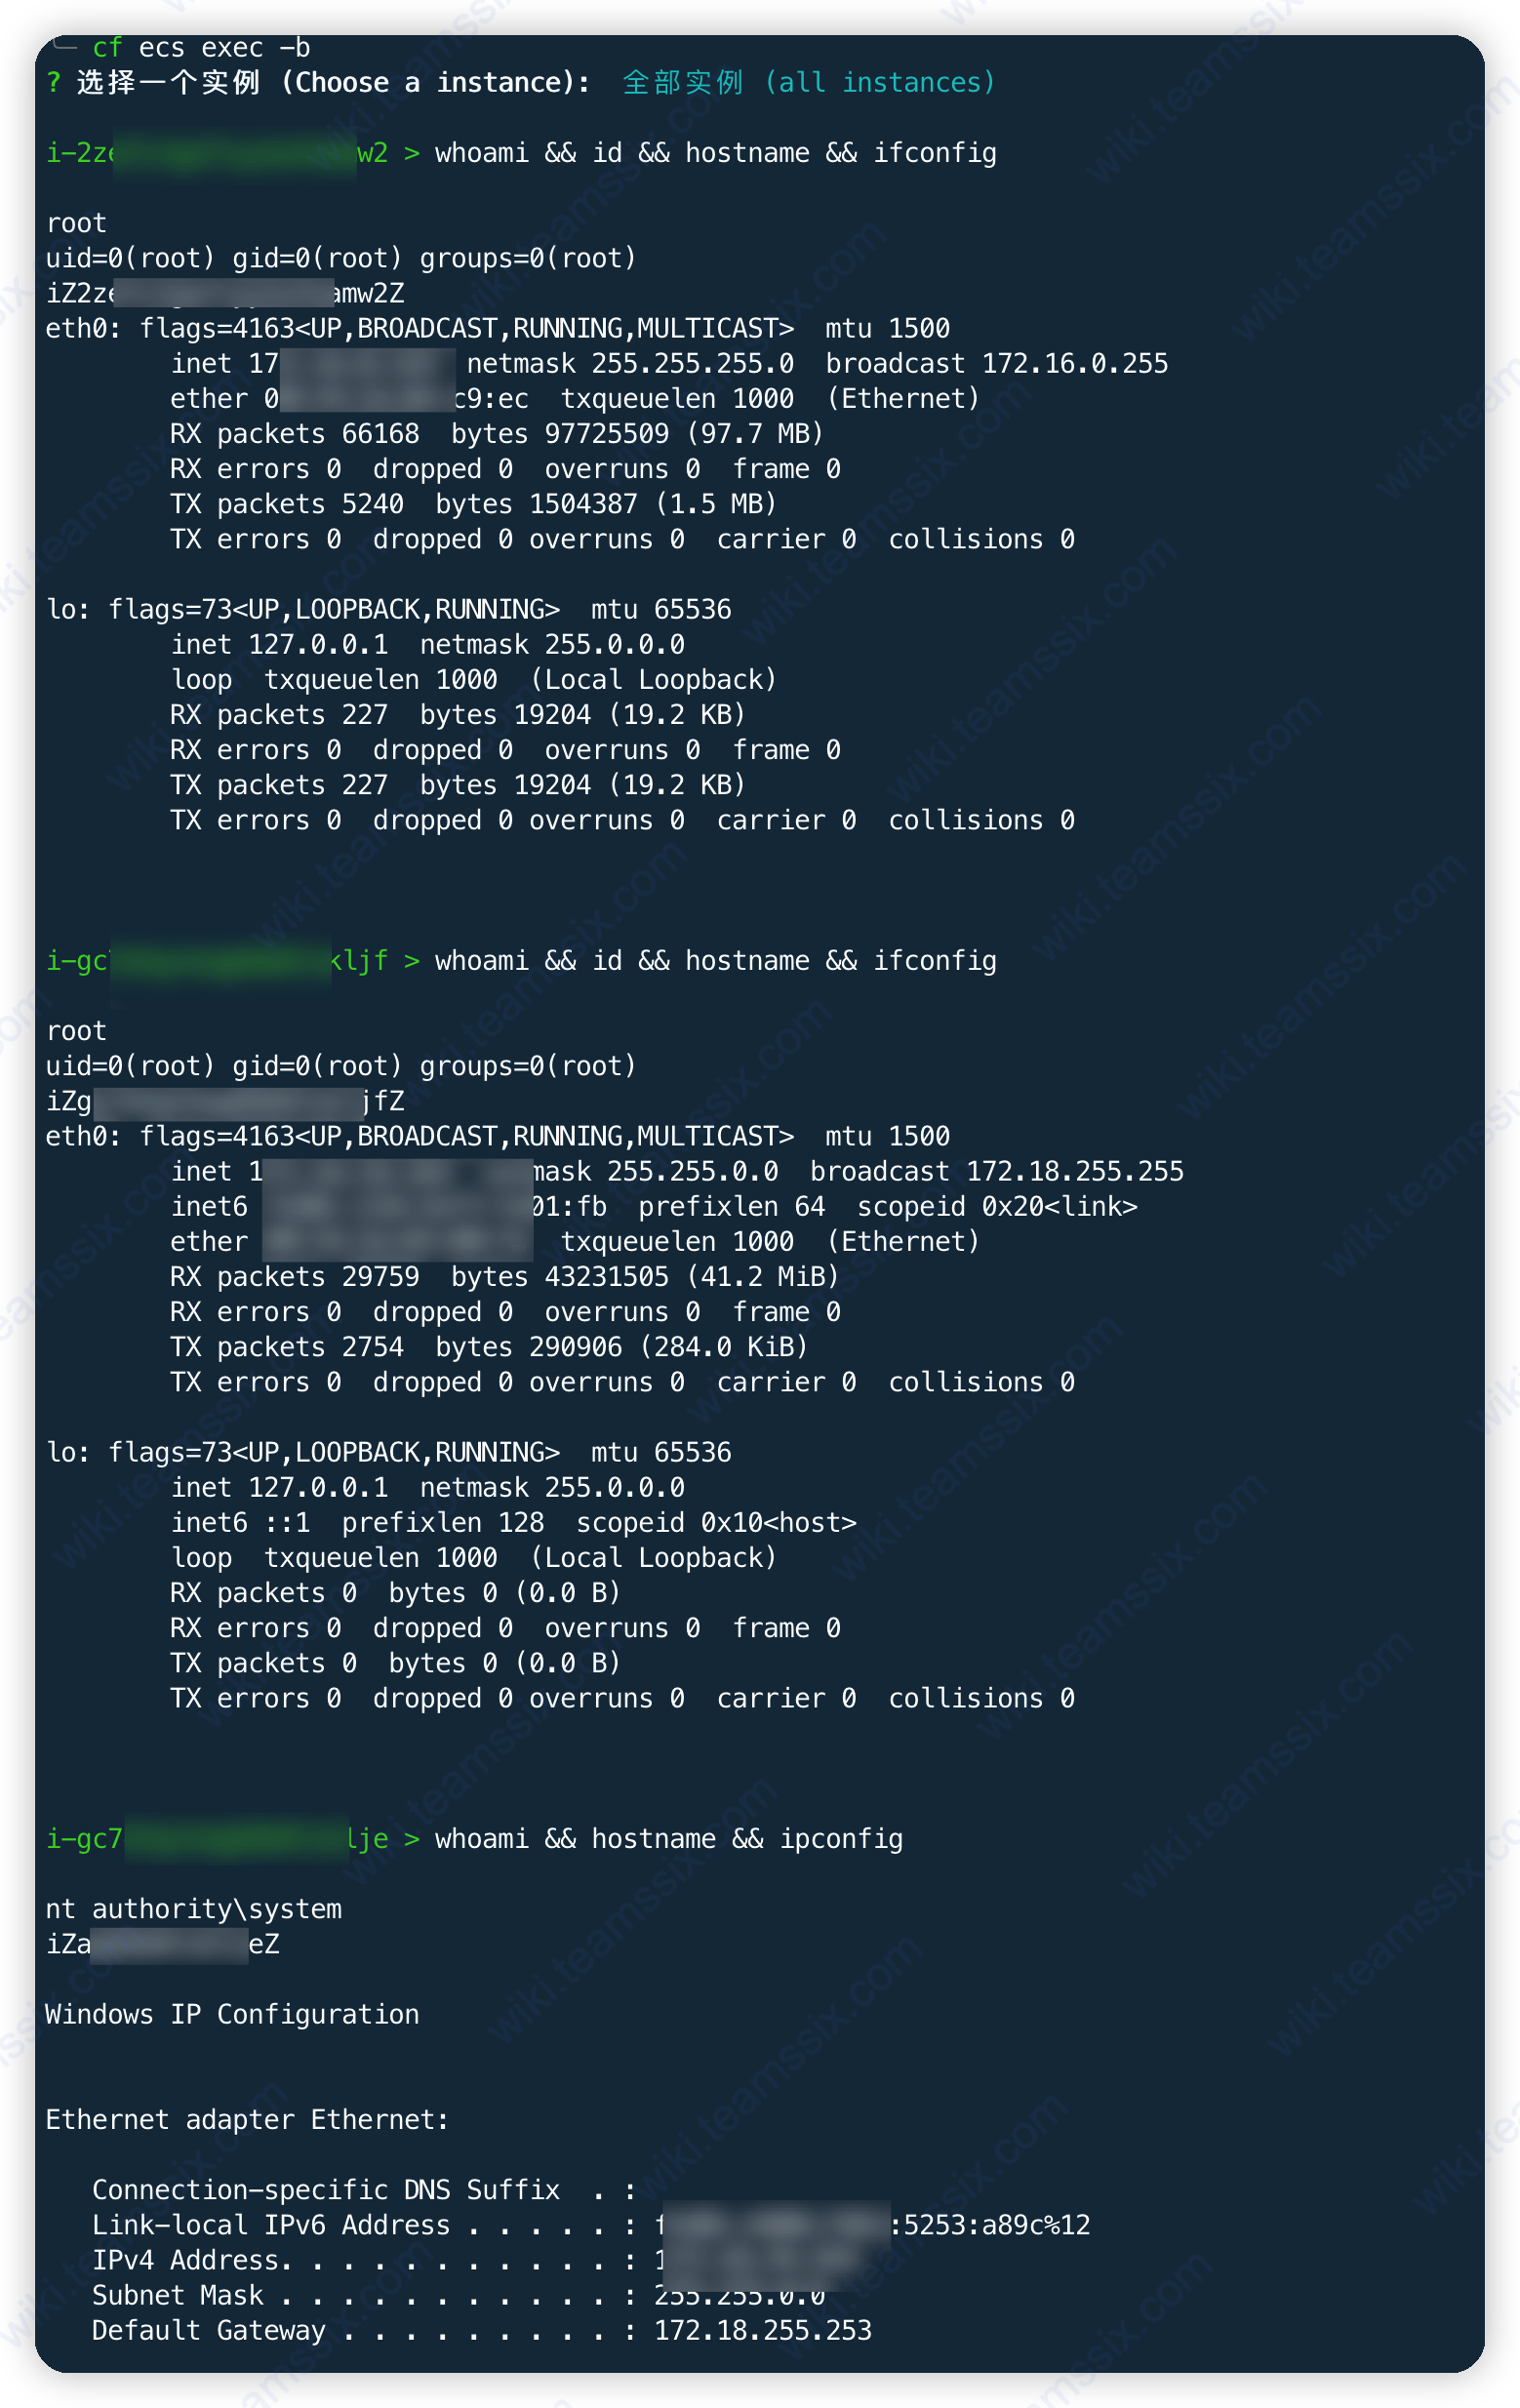 cf ecs exec -b
? 选择一个实例 (Choose a instance): 全部实例 (all instances)
i-2ze w2 > whoami && id && hostname && ifconfig
root
uid=0(root) gid=0(root) groups=0(root)
iZ2ze amw2Z
eth0: flags=4163<UP,BROADCAST,RUNNING,MULTICAST>  mtu 1500
inet 17 netmask 255.255.255.0  broadcast 172.16.0.255
ether 0 c9:ec  txqueuelen 1000  (Ethernet)
RX packets 66168  bytes 97725509 (97.7 MB)
RX errors 0  dropped 0  overruns 0  frame 0
TX packets 5240  bytes 1504387 (1.5 MB)
TX errors 0  dropped 0 overruns 0  carrier 0  collisions 0
lo: flags=73<UP,LOOPBACK,RUNNING>  mtu 65536
inet 127.0.0.1  netmask 255.0.0.0
loop  txqueuelen 1000  (Local Loopback)
RX packets 227  bytes 19204 (19.2 KB)
RX errors 0  dropped 0  overruns 0  frame 0
TX packets 227  bytes 19204 (19.2 KB)
TX errors 0  dropped 0 overruns 0  carrier 0  collisions 0
i-gc kljf > whoami && id && hostname && ifconfig
root
uid=0(root) gid=0(root) groups=0(root)
iZg jfZ
eth0: flags=4163<UP,BROADCAST,RUNNING,MULTICAST>  mtu 1500
inet 1 mask 255.255.0.0  broadcast 172.18.255.255
inet6 01:fb  prefixlen 64  scopeid 0x20<link>
ether txqueuelen 1000  (Ethernet)
RX packets 29759  bytes 43231505 (41.2 MiB)
RX errors 0  dropped 0  overruns 0  frame 0
TX packets 2754  bytes 290906 (284.0 KiB)
TX errors 0  dropped 0 overruns 0  carrier 0  collisions 0
lo: flags=73<UP,LOOPBACK,RUNNING>  mtu 65536
inet 127.0.0.1  netmask 255.0.0.0
inet6 ::1  prefixlen 128  scopeid 0x10<host>
loop  txqueuelen 1000  (Local Loopback)
RX packets 0  bytes 0 (0.0 B)
RX errors 0  dropped 0  overruns 0  frame 0
TX packets 0  bytes 0 (0.0 B)
TX errors 0  dropped 0 overruns 0  carrier 0  collisions 0
i-gc7 lje > whoami && hostname && ipconfig
nt authority\system
iZa eZ
Windows IP Configuration
Ethernet adapter Ethernet:
Connection-specific DNS Suffix  . :
Link-local IPv6 Address . . . . . : f :5253:a89c%12
IPv4 Address. . . . . . . . . . . : 1
Subnet Mask . . . . . . . . . . . : 255.255.0.0
Default Gateway . . . . . . . . . : 172.18.255.253
wiki.teamssix.com